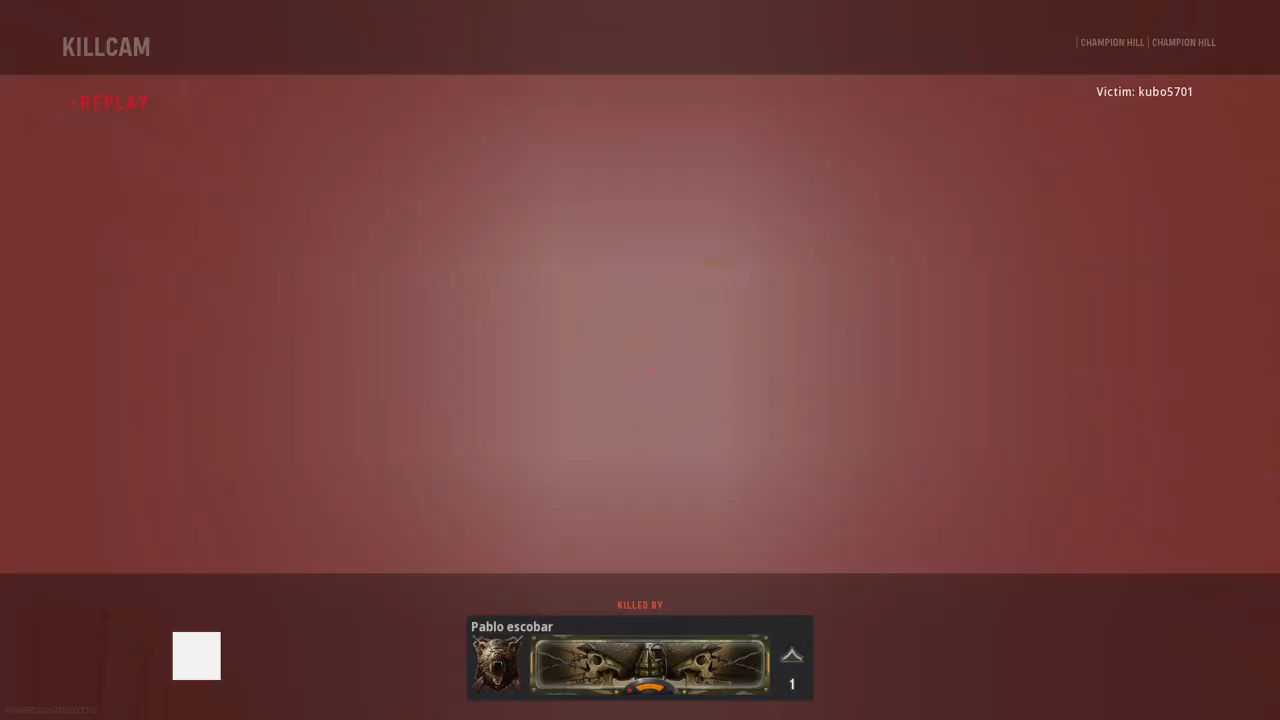 KILLCAM
| CHAMPION HILL | CHAMPION HILL
REPLAY
Victim: kubo5701
KILLED BY
Pablo escobar
1